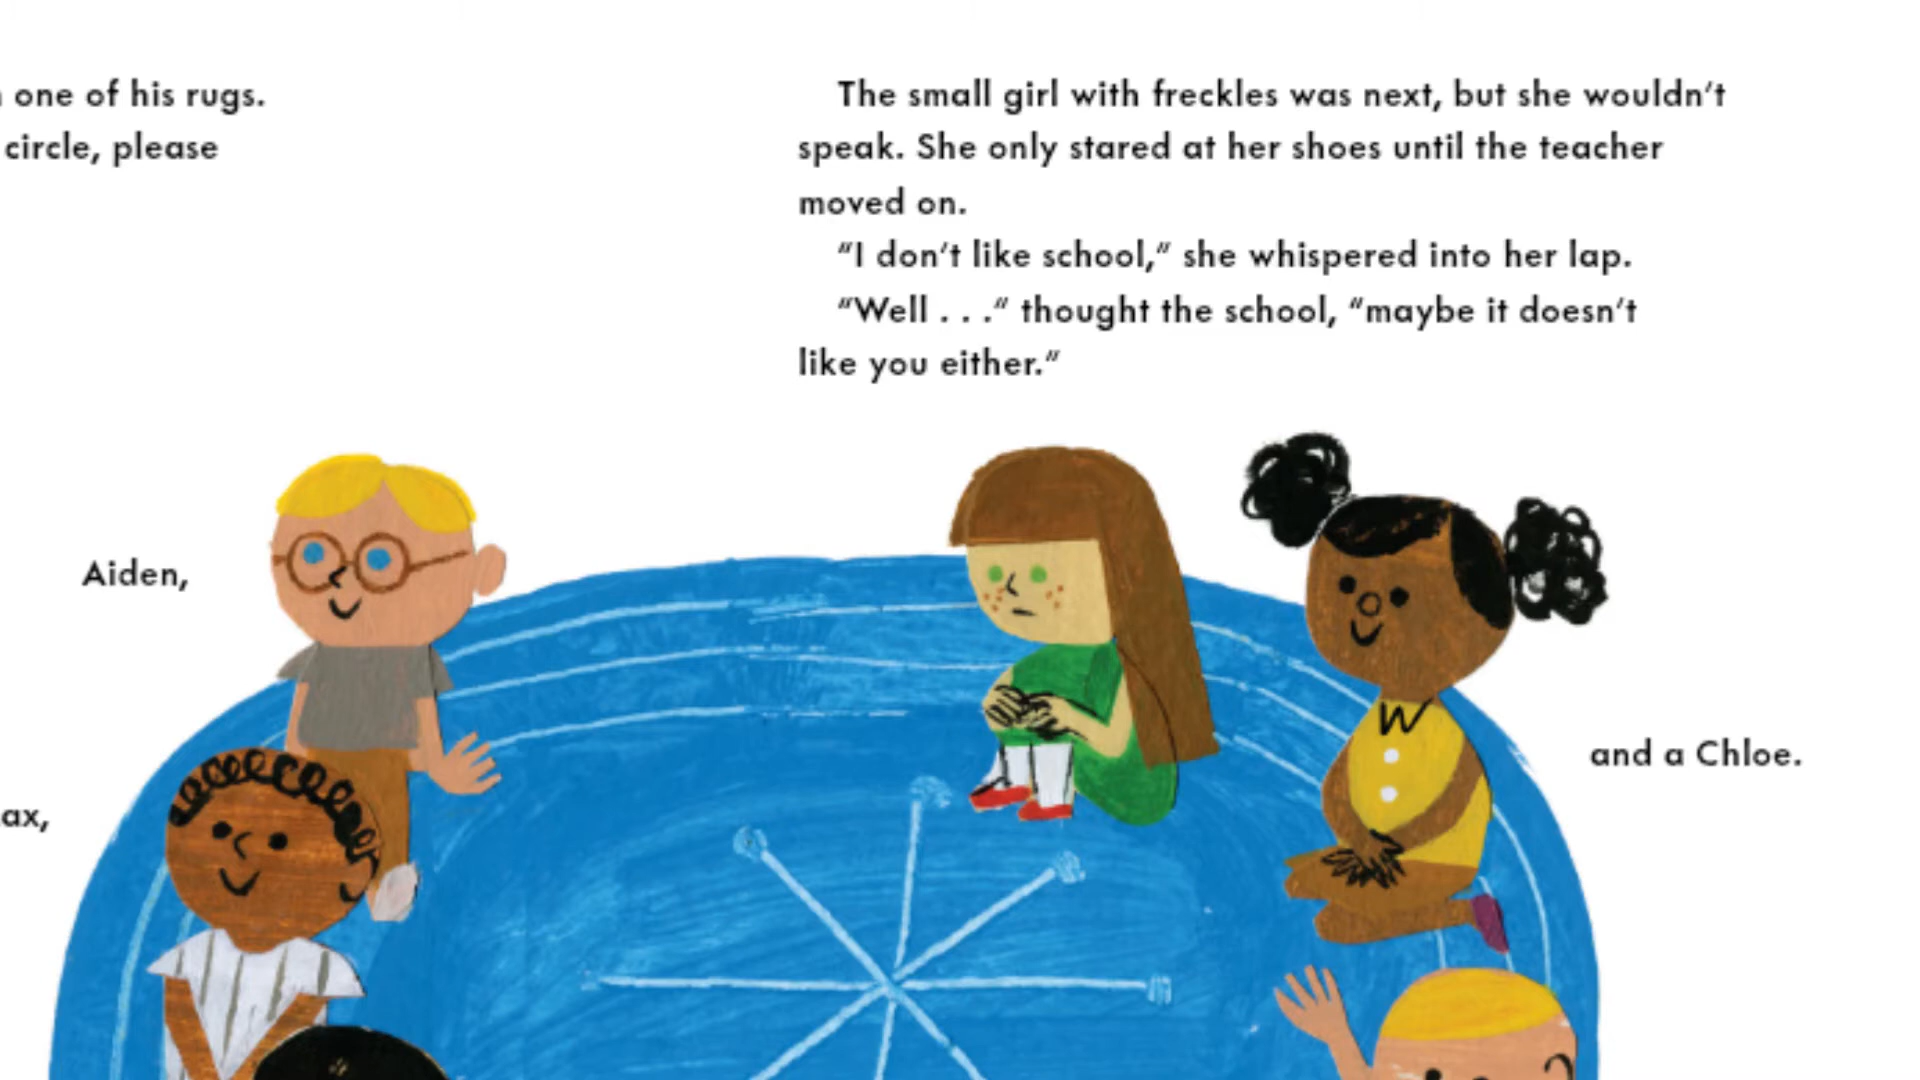 one of his rugs.
circle, please
The small girl with freckles was next, but she wouldn't
speak. She only stared at her shoes until the teacher
moved on.
"I don't like school," she whispered into her lap.
"Well . . ." thought the school, "maybe it doesn't
like you either."
Aiden,
and a Chloe.
ax,